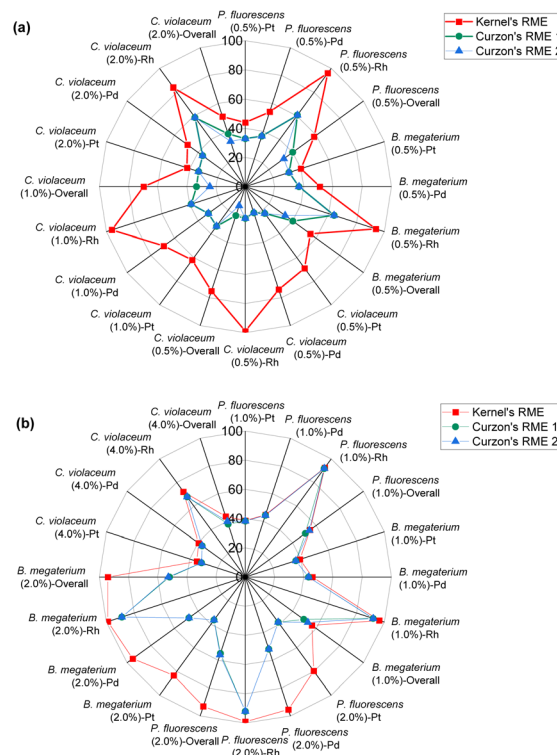 (a)
Kernel's RME
Curzon's RME 1
Curzon's RME 2
P. fluorescens
(0.5%)-Pt
P. fluorescens
(0.5%)-Pd
P. fluorescens
(0.5%)-Rh
P. fluorescens
(0.5%)-Overall
B. megaterium
(0.5%)-Pt
B. megaterium
(0.5%)-Pd
B. megaterium
(0.5%)-Rh
B. megaterium
(0.5%)-Overall
C. violaceum
(0.5%)-Pt
C. violaceum
(0.5%)-Pd
C. violaceum
(0.5%)-Rh
C. violaceum
(0.5%)-Overall
C. violaceum
(1.0%)-Pt
C. violaceum
(1.0%)-Pd
C. violaceum
(1.0%)-Rh
C. violaceum
(1.0%)-Overall
C. violaceum
(2.0%)-Pt
C. violaceum
(2.0%)-Pd
C. violaceum
(2.0%)-Rh
C. violaceum
(2.0%)-Overall
100
80
60
40
20
0
(b)
Kernel's RME
Curzon's RME 1
Curzon's RME 2
P. fluorescens
(1.0%)-Pt
P. fluorescens
(1.0%)-Pd
P. fluorescens
(1.0%)-Rh
P. fluorescens
(1.0%)-Overall
B. megaterium
(1.0%)-Pt
B. megaterium
(1.0%)-Pd
B. megaterium
(1.0%)-Rh
B. megaterium
(1.0%)-Overall
P. fluorescens
(2.0%)-Pt
P. fluorescens
(2.0%)-Pd
P. fluorescens
(2.0%)-Rh
P. fluorescens
(2.0%)-Overall
B. megaterium
(2.0%)-Pt
B. megaterium
(2.0%)-Pd
B. megaterium
(2.0%)-Rh
B. megaterium
(2.0%)-Overall
C. violaceum
(4.0%)-Pt
C. violaceum
(4.0%)-Pd
C. violaceum
(4.0%)-Rh
C. violaceum
(4.0%)-Overall
100
80
60
40
20
0